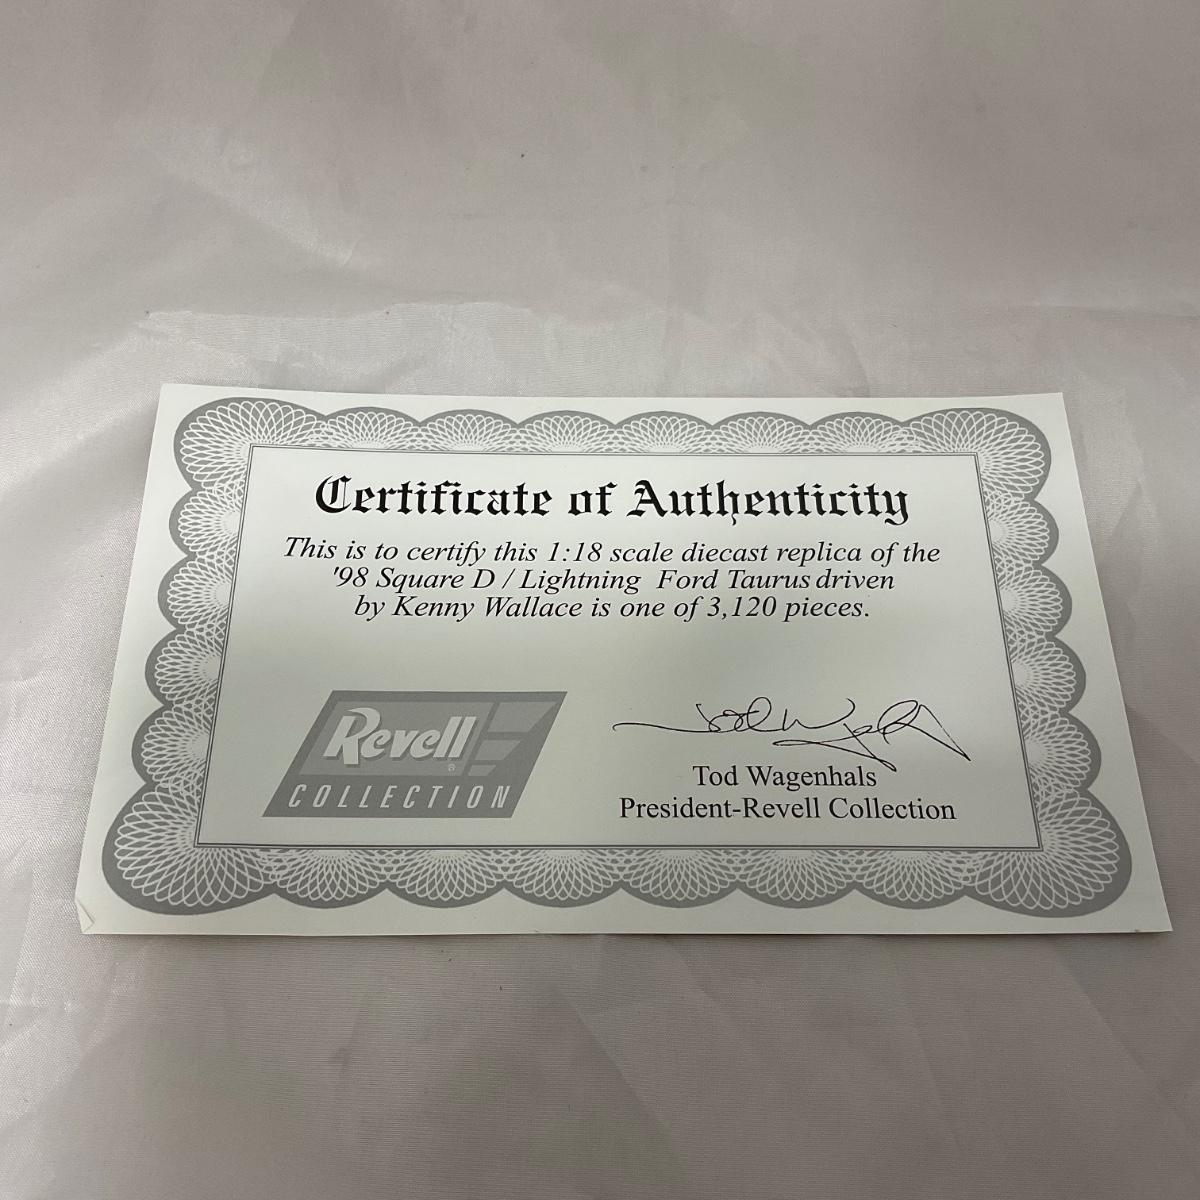 Certificate of Authenticity
This is to certify this 1:18 scale diecast replica of the
'98 Square D / Lightning Ford Taurus driven
by Kenny Wallace is one of 3,120 pieces.
Revell®
COLLECTION
Tod Wagenhals
President-Revell Collection